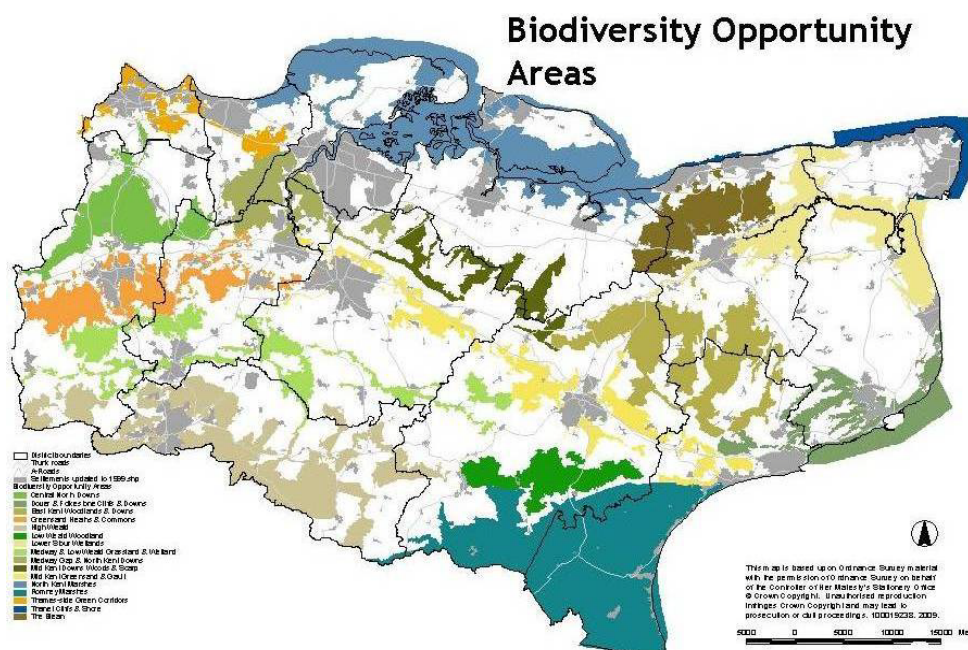 Biodiversity Opportunity
Areas
District boundaries
Trunk roads
A-Roads
Settlements updated to 1999.shp
Biodiversity Opportunity Areas
Central North Downs
Dover & Folkestone Cliffs & Downs
East Kent Woodlands & Downs
Greensand Heaths & Commons
High Weald
Low Weald Woodland
Lower Stour Wetlands
Medway & Low Weald Grassland & Wetland
Medway Gap & North Kent Downs
Mid Kent Downs Woods & Scarp
Mid Kent Greensand & Gault
North Kent Marshes
Romney Marshes
Thames-side Green Corridors
Thanet Cliffs & Shore
The Blean
This map is based upon Ordnance Survey material
with the permission of Ordnance Survey on behalf
of the Controller of Her Majesty's Stationery Office
© Crown Copyright. Unauthorised reproduction
infringes Crown Copyright and may lead to
prosecution or civil proceedings. 100019238. 2009.
5000 0 5000 10000 15000 Me